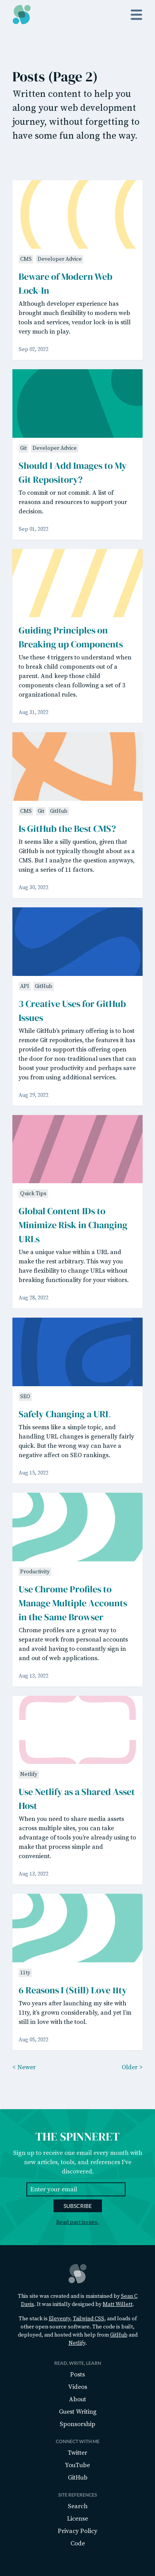 Posts (Page 2)
Written content to help you
along your web development
journey, without forgetting to
have some fun along the way.
CMS Developer Advice
Beware of Modern Web
Lock-In
Although developer experience has
brought much flexibility to modern web
tools and services, vendor lock-in is still
very much in play.
Sep 02, 2022
Git Developer Advice
Should I Add Images to My
Git Repository?
To commit or not commit. A list of
reasons and resources to support your
decision.
Sep 01, 2022
Guiding Principles on
Breaking up Components
Use these 4 triggers to understand when
to break child components out of a
parent. And keep those child
components clean following a set of 3
organizational rules.
Aug 31, 2022
CMS Git GitHub
Is GitHub the Best CMS?
It seems like a silly question, given that
GitHub is not typically thought about as a
CMS. But I analyze the question anyways,
using a series of 11 factors.
Aug 30, 2022
API GitHub
3 Creative Uses for GitHub
Issues
While GitHub's primary offering is to host
remote Git repositories, the features it has
provided to support this offering open
the door for non-traditional uses that can
boost your productivity and perhaps save
you from using additional services.
Aug 29, 2022
Quick Tips
Global Content IDs to
Minimize Risk in Changing
URLs
Use a unique value within a URL and
make the rest arbitrary. This way you
have flexibility to change URLs without
breaking functionality for your visitors.
Aug 28, 2022
SEO
Safely Changing a URL
This seems like a simple topic, and
handling URL changes is generally fairly
quick. But the wrong way can have a
negative affect on SEO rankings.
Aug 15, 2022
Productivity
Use Chrome Profiles to
Manage Multiple Accounts
in the Same Browser
Chrome profiles are a great way to
separate work from personal accounts
and avoid having to constantly sign in
and out of web applications.
Aug 13, 2022
Netlify
Use Netlify as a Shared Asset
Host
When you need to share media assets
across multiple sites, you can take
advantage of tools you're already using to
make that process simple and
convenient.
Aug 13, 2022
11ty
6 Reasons I (Still) Love 11ty
Two years after launching my site with
11ty, it's grown considerably, and yet I'm
still in love with the tool.
Aug 05, 2022
< Newer Older >
THE SPINNERET
Sign up to receive one email every month with
new articles, tools, and references I've
discovered.
Enter your email
SUBSCRIBE
Read past issues.
This site was created and is maintained by Sean C
Davis. It was initially designed by Matt Willett.
The stack is Eleventy, Tailwind CSS, and loads of
other open source software. The code is built,
deployed, and hosted with help from GitHub and
Netlify.
READ, WRITE, LEARN
Posts
Videos
About
Guest Writing
Sponsorship
CONNECT WITH ME
Twitter
YouTube
GitHub
SITE REFERENCES
Search
License
Privacy Policy
Code